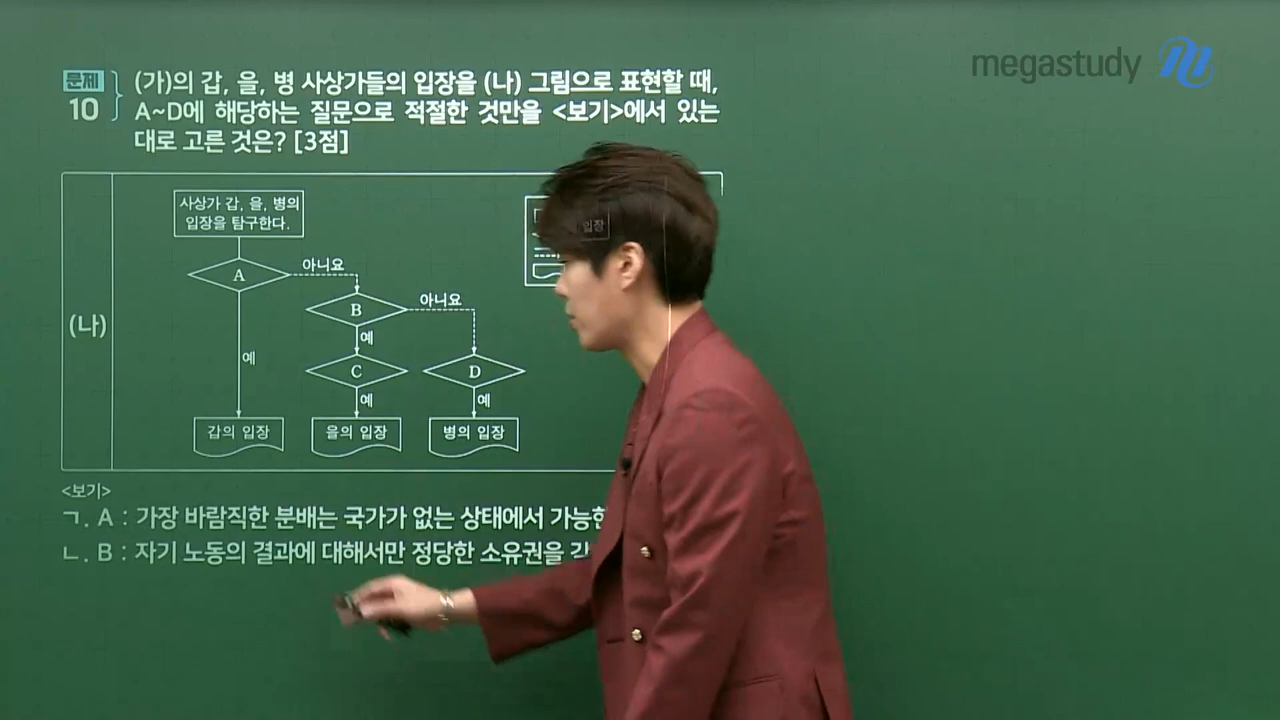 megastudy
문제
10
(가)의 갑, 을, 병 사상가들의 입장을 (나) 그림으로 표현할 때,
A~D에 해당하는 질문으로 적절한 것만을 <보기>에서 있는
대로 고른 것은? [3점]
(나)
사상가 갑, 을, 병의
입장을 탐구한다.
입장
A
아니요
B
아니요
예
예
C
D
예
예
갑의 입장
을의 입장
병의 입장
<보기>
ㄱ. A : 가장 바람직한 분배는 국가가 없는 상태에서
ㄴ. B : 자기 노동의 결과에 대해서만 정당한 소유권을